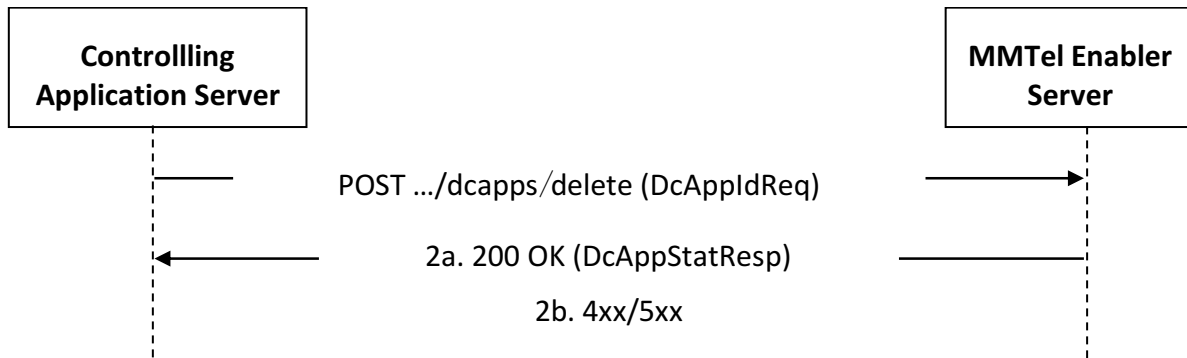 Controllling
Application Server
MMTel Enabler
Server
POST …/dcapps/delete (DcAppIdReq)
2a. 200 OK (DcAppStatResp)
2b. 4xx/5xx